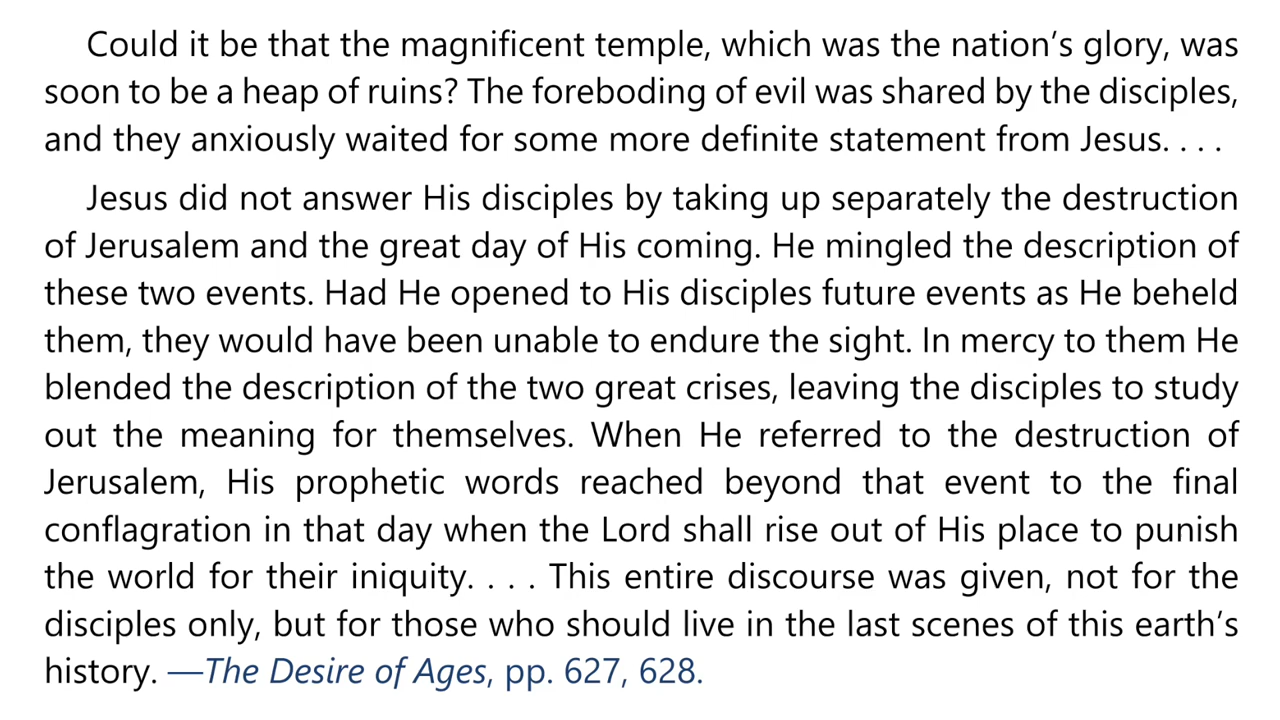 Could it be that the magnificent temple, which was the nation’s glory, was
soon to be a heap of ruins? The foreboding of evil was shared by the disciples,
and they anxiously waited for some more definite statement from Jesus. . . .
Jesus did not answer His disciples by taking up separately the destruction
of Jerusalem and the great day of His coming. He mingled the description of
these two events. Had He opened to His disciples future events as He beheld
them, they would have been unable to endure the sight. In mercy to them He
blended the description of the two great crises, leaving the disciples to study
out the meaning for themselves. When He referred to the destruction of
Jerusalem, His prophetic words reached beyond that event to the final
conflagration in that day when the Lord shall rise out of His place to punish
the world for their iniquity. . . . This entire discourse was given, not for the
disciples only, but for those who should live in the last scenes of this earth’s
history. —The Desire of Ages, pp. 627, 628.